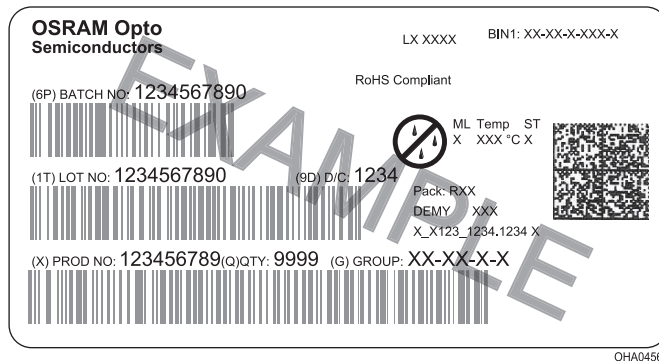 OSRAM Opto
Semiconductors
LX XXXX
BIN1: XX-XX-X-XXX-X
RoHS Compliant
(6P) BATCH NO: 1234567890
ML Temp ST
X XXX °C X
(1T) LOT NO: 1234567890 (9D) D/C: 1234
Pack: RXX
DEMY XXX
X_X123_1234.1234 X
(X) PROD NO: 123456789(Q)QTY: 9999 (G) GROUP: XX-XX-X-X
EXAMPLE
OHA04563